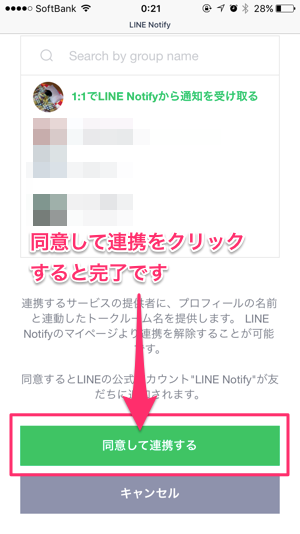 SoftBank 0:21 28%
LINE Notify
Search by group name
1:1でLINE Notifyから通知を受け取る
同意して連携をクリック
すると完了です
連携するサービスの提供者に、プロフィールの名前
と連動したトークルーム名を提供します。 LINE
Notifyのマイページより連携を解除することが可能
です。
同意するとLINEの公式アカウント"LINE Notify"が友
だちに追加されます。
同意して連携する
キャンセル